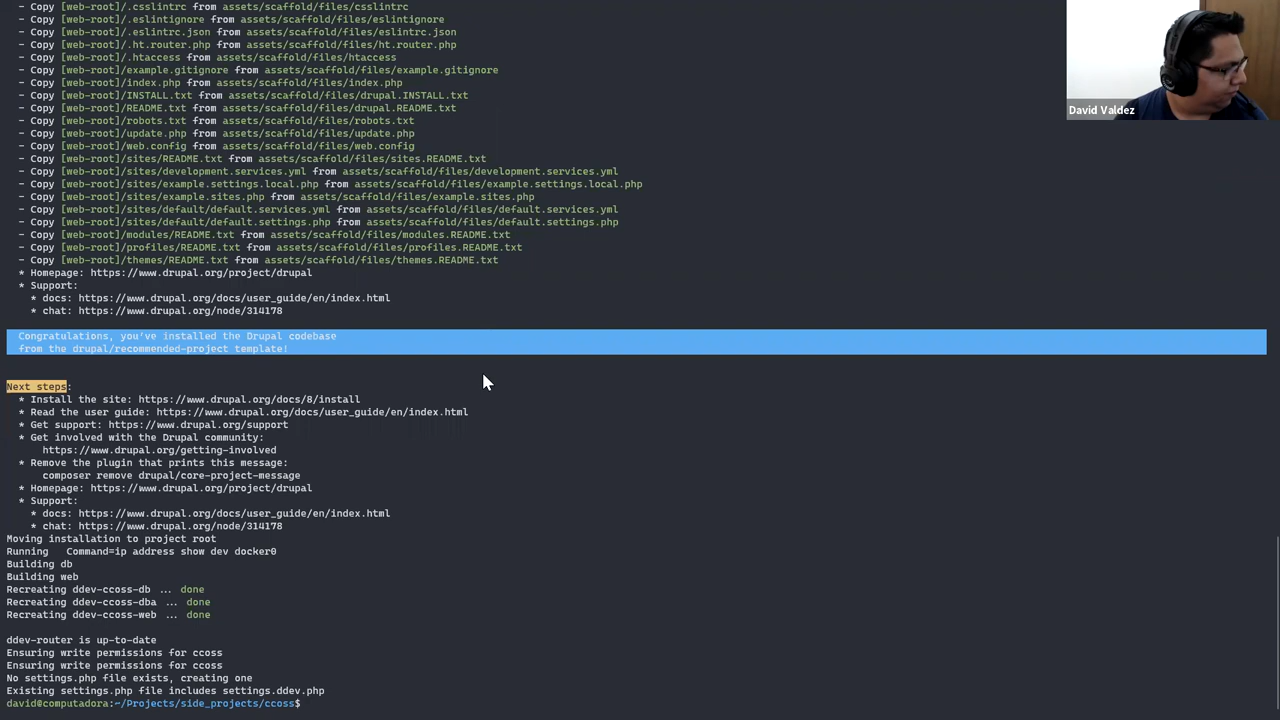 - Copy [web-root]/.csslintrc from assets/scaffold/files/csslintrc
- Copy [web-root]/.eslintignore from assets/scaffold/files/eslintignore
- Copy [web-root]/.eslintrc.json from assets/scaffold/files/eslintrc.json
- Copy [web-root]/.ht.router.php from assets/scaffold/files/ht.router.php
- Copy [web-root]/.htaccess from assets/scaffold/files/htaccess
- Copy [web-root]/example.gitignore from assets/scaffold/files/example.gitignore
- Copy [web-root]/index.php from assets/scaffold/files/index.php
- Copy [web-root]/INSTALL.txt from assets/scaffold/files/drupal.INSTALL.txt
- Copy [web-root]/README.txt from assets/scaffold/files/drupal.README.txt
- Copy [web-root]/robots.txt from assets/scaffold/files/robots.txt
- Copy [web-root]/update.php from assets/scaffold/files/update.php
- Copy [web-root]/web.config from assets/scaffold/files/web.config
- Copy [web-root]/sites/README.txt from assets/scaffold/files/sites.README.txt
- Copy [web-root]/sites/development.services.yml from assets/scaffold/files/development.services.yml
- Copy [web-root]/sites/example.settings.local.php from assets/scaffold/files/example.settings.local.php
- Copy [web-root]/sites/example.sites.php from assets/scaffold/files/example.sites.php
- Copy [web-root]/sites/default/default.services.yml from assets/scaffold/files/default.services.yml
- Copy [web-root]/sites/default/default.settings.php from assets/scaffold/files/default.settings.php
- Copy [web-root]/modules/README.txt from assets/scaffold/files/modules.README.txt
- Copy [web-root]/profiles/README.txt from assets/scaffold/files/profiles.README.txt
- Copy [web-root]/themes/README.txt from assets/scaffold/files/themes.README.txt
* Homepage: https://www.drupal.org/project/drupal
* Support:
* docs: https://www.drupal.org/docs/user_guide/en/index.html
* chat: https://www.drupal.org/node/314178
Congratulations, you've installed the Drupal codebase
from the drupal/recommended-project template!
Next steps:
* Install the site: https://www.drupal.org/docs/8/install
* Read the user guide: https://www.drupal.org/docs/user_guide/en/index.html
* Get support: https://www.drupal.org/support
* Get involved with the Drupal community:
https://www.drupal.org/getting-involved
* Remove the plugin that prints this message:
composer remove drupal/core-project-message
* Homepage: https://www.drupal.org/project/drupal
* Support:
* docs: https://www.drupal.org/docs/user_guide/en/index.html
* chat: https://www.drupal.org/node/314178
Moving installation to project root
Running Command=ip address show dev docker0
Building db
Building web
Recreating ddev-ccoss-db ... done
Recreating ddev-ccoss-dba ... done
Recreating ddev-ccoss-web ... done
ddev-router is up-to-date
Ensuring write permissions for ccoss
Ensuring write permissions for ccoss
No settings.php file exists, creating one
Existing settings.php file includes settings.ddev.php
david@computadora:~/Projects/side_projects/ccoss$
David Valdez